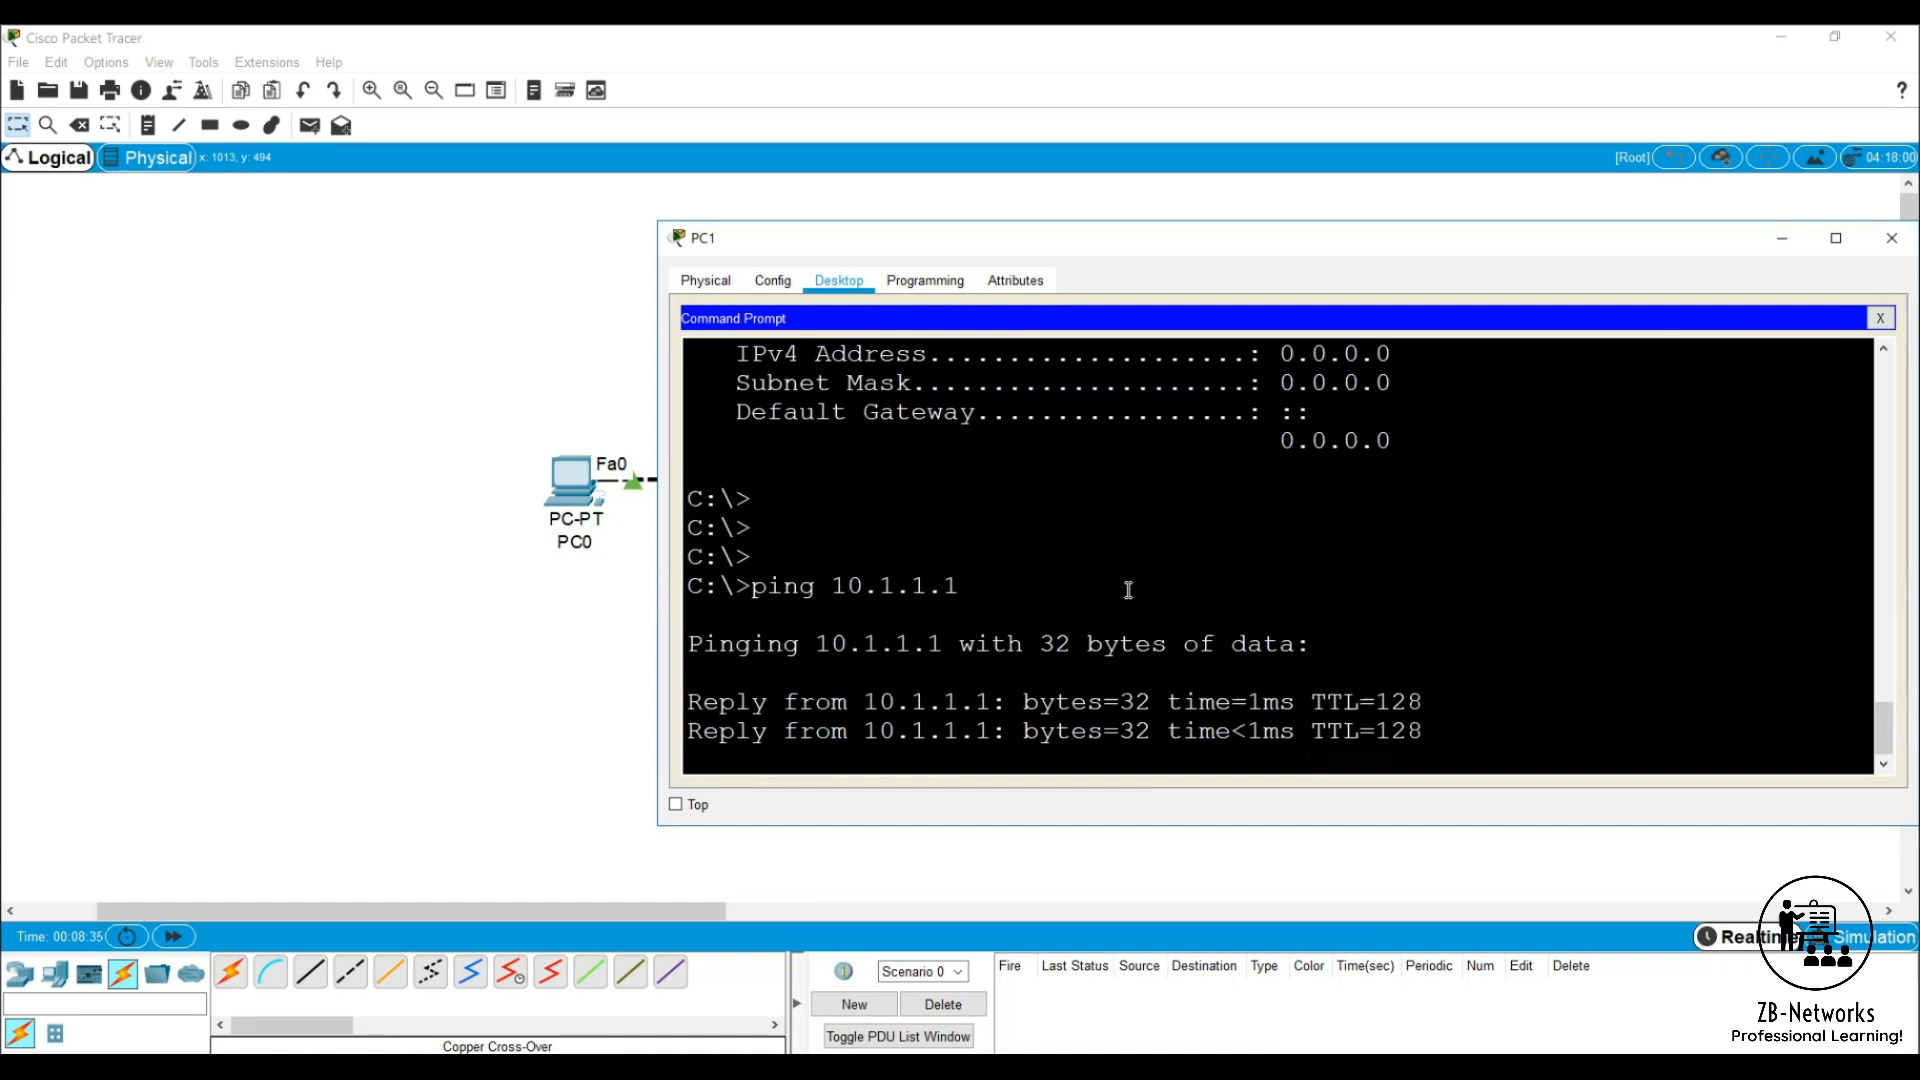 Cisco Packet Tracer
File Edit Options View Tools Extensions Help
?
Logical Physical x: 1013, y: 494 [Root] 04:18:00
PC1
Physical Config Desktop Programming Attributes
Command Prompt X
IPv4 Address.....................: 0.0.0.0
Subnet Mask.....................: 0.0.0.0
Default Gateway.................: ::
0.0.0.0
C:\>
C:\>
C:\>
C:\>ping 10.1.1.1
Pinging 10.1.1.1 with 32 bytes of data:
Reply from 10.1.1.1: bytes=32 time=1ms TTL=128
Reply from 10.1.1.1: bytes=32 time<1ms TTL=128
Top
Fa0
PC-PT
PC0
Time: 00:08:35 Realtime Simulation
Scenario 0
New Delete
Toggle PDU List Window
Fire Last Status Source Destination Type Color Time(sec) Periodic Num Edit Delete
Copper Cross-Over
ZB-Networks
Professional Learning!